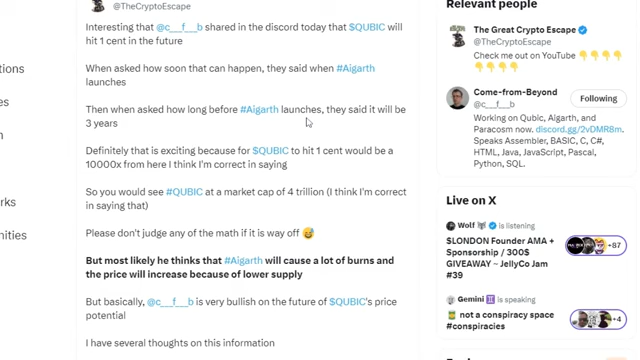 @TheCryptoEscape
Interesting that @c___f___b shared in the discord today that $QUBIC will
hit 1 cent in the future
When asked how soon that can happen, they said when #Aigarth
launches
Then when asked how long before #Aigarth launches, they said it will be
3 years
Definitely that is exciting because for $QUBIC to hit 1 cent would be a
10000x from here I think I'm correct in saying
So you would see #QUBIC at a market cap of 4 trillion (I think I'm correct
in saying that)
Please don't judge any of the math if it is way off 😅
But most likely he thinks that #Aigarth will cause a lot of burns and
the price will increase because of lower supply
But basically, @c___f___b is very bullish on the future of $QUBIC's price
potential
I have several thoughts on this information
Relevant people
The Great Crypto Escape
@TheCryptoEscape
Check me out on YouTube 👇👇👇👇
👇👇👇👇👇
Come-from-Beyond
@c___f___b
Following
Working on Qubic, Aigarth, and
Paracosm now. discord.gg/2vDMR8m.
Speaks Assembler, BASIC, C, C#,
HTML, Java, JavaScript, Pascal,
Python, SQL.
Live on X
Wolf is listening
$LONDON Founder AMA +
Sponsorship / 300$
GIVEAWAY ~ JellyCo Jam
#39
+87
Gemini ♊ is speaking
not a conspiracy space
#conspiracies
+4